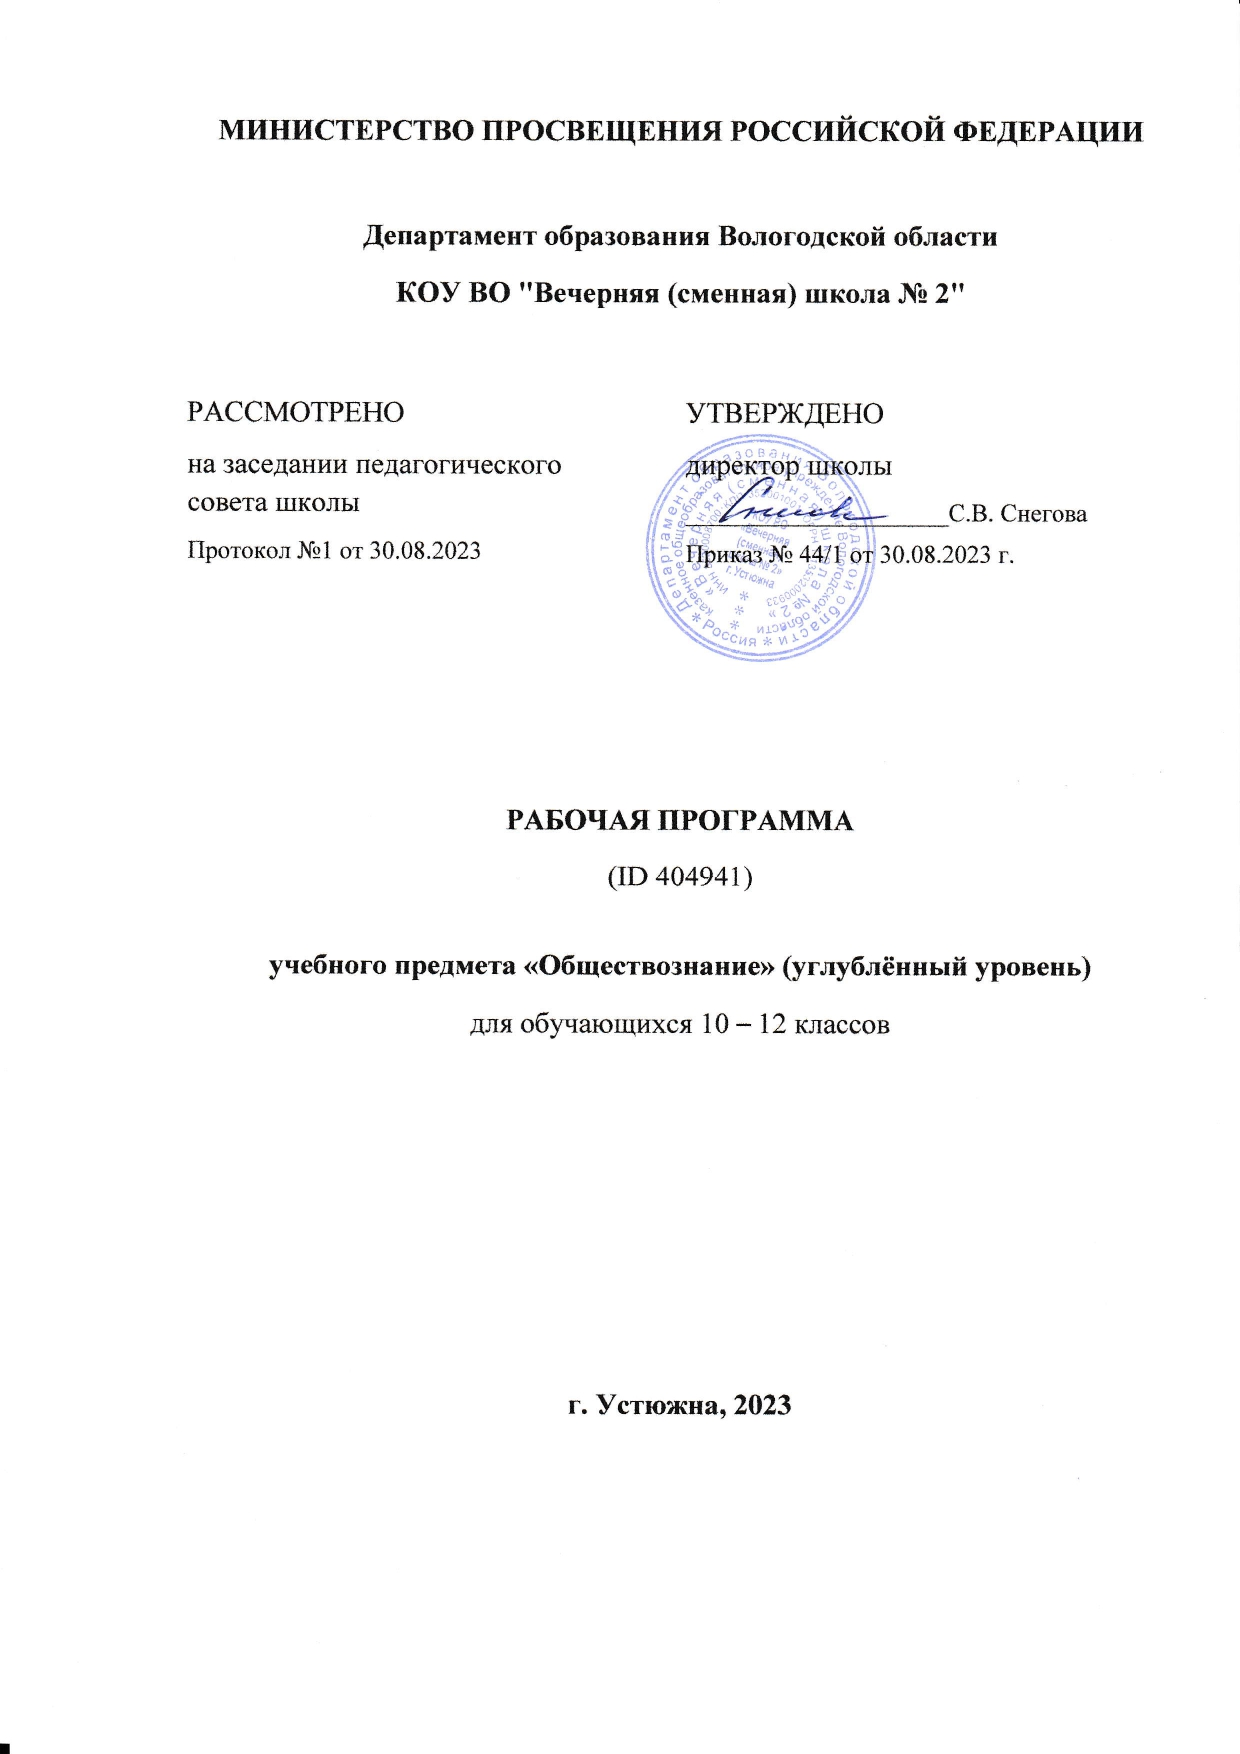 МИНИСТЕРСТВО ПРОСВЕЩЕНИЯ РОССИЙСКОЙ ФЕДЕРАЦИИ
Департамент образования Вологодской области
КОУ ВО "Вечерняя (сменная) школа № 2"
РАССМОТРЕНО
на заседании педагогического
совета школы
Протокол №1 от 30.08.2023
УТВЕРЖДЕНО
директор школы
С.В. Снегова
Приказ № 44/1 от 30.08.2023 г.
г. Устюжна
* Россия *
РАБОЧАЯ ПРОГРАММА
(ID 404941)
учебного предмета «Обществознание» (углублённый уровень)
для обучающихся 10 – 12 классов
г. Устюжна, 2023